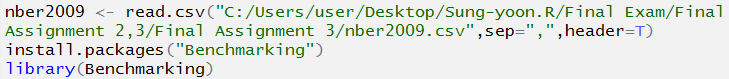 nber2009 <- read.csv("C:/Users/user/Desktop/Sung-yoon.R/Final Exam/Final
Assignment 2,3/Final Assignment 3/nber2009.csv",sep=",",header=T)
install.packages("Benchmarking")
library(Benchmarking)